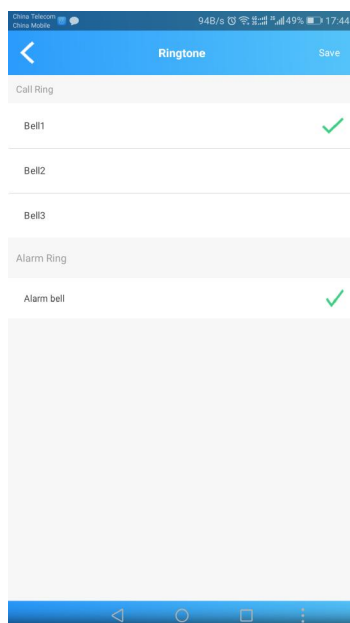 China Telecom
China Mobile
94B/s 49% 17:44
Ringtone
Save
Call Ring
Bell1
Bell2
Bell3
Alarm Ring
Alarm bell